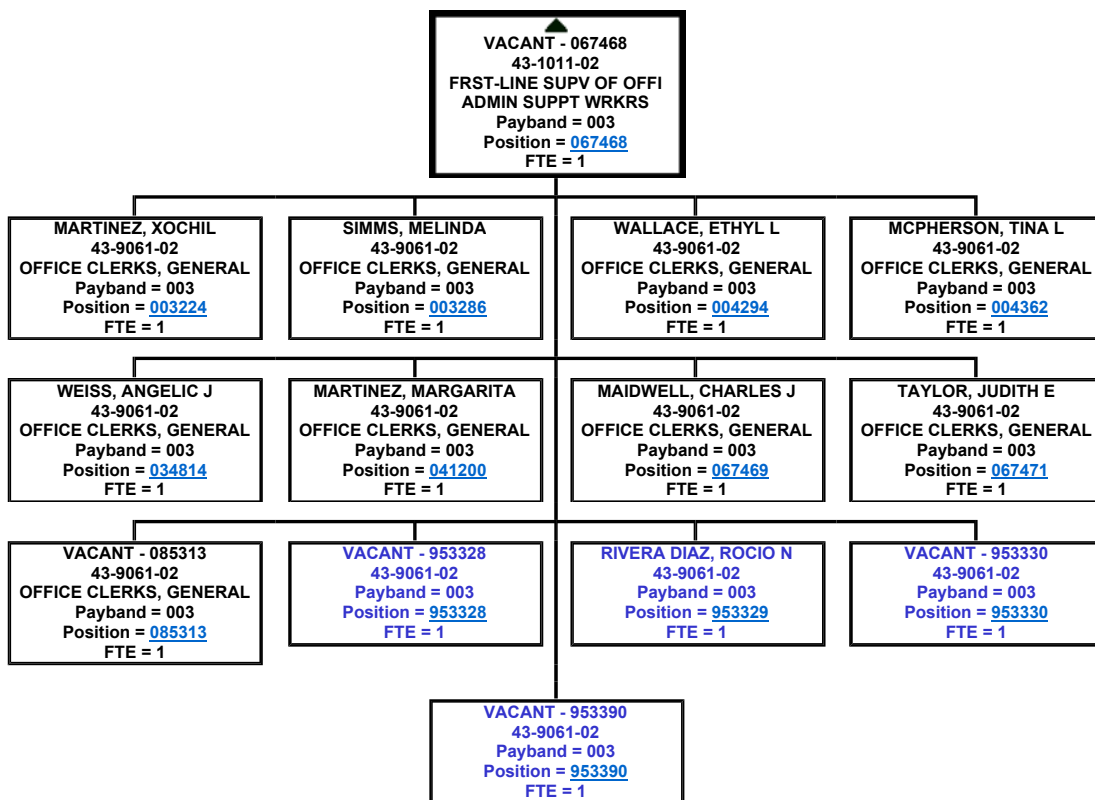 VACANT - 067468
43-1011-02
FRST-LINE SUPV OF OFFI
ADMIN SUPPT WRKRS
Payband = 003
Position = 067468
FTE = 1
MARTINEZ, XOCHIL
43-9061-02
OFFICE CLERKS, GENERAL
Payband = 003
Position = 003224
FTE = 1
SIMMS, MELINDA
43-9061-02
OFFICE CLERKS, GENERAL
Payband = 003
Position = 003286
FTE = 1
WALLACE, ETHYL L
43-9061-02
OFFICE CLERKS, GENERAL
Payband = 003
Position = 004294
FTE = 1
MCPHERSON, TINA L
43-9061-02
OFFICE CLERKS, GENERAL
Payband = 003
Position = 004362
FTE = 1
WEISS, ANGELIC J
43-9061-02
OFFICE CLERKS, GENERAL
Payband = 003
Position = 034814
FTE = 1
MARTINEZ, MARGARITA
43-9061-02
OFFICE CLERKS, GENERAL
Payband = 003
Position = 041200
FTE = 1
MAIDWELL, CHARLES J
43-9061-02
OFFICE CLERKS, GENERAL
Payband = 003
Position = 067469
FTE = 1
TAYLOR, JUDITH E
43-9061-02
OFFICE CLERKS, GENERAL
Payband = 003
Position = 067471
FTE = 1
VACANT - 085313
43-9061-02
OFFICE CLERKS, GENERAL
Payband = 003
Position = 085313
FTE = 1
VACANT - 953328
43-9061-02
Payband = 003
Position = 953328
FTE = 1
RIVERA DIAZ, ROCIO N
43-9061-02
Payband = 003
Position = 953329
FTE = 1
VACANT - 953330
43-9061-02
Payband = 003
Position = 953330
FTE = 1
VACANT - 953390
43-9061-02
Payband = 003
Position = 953390
FTE = 1